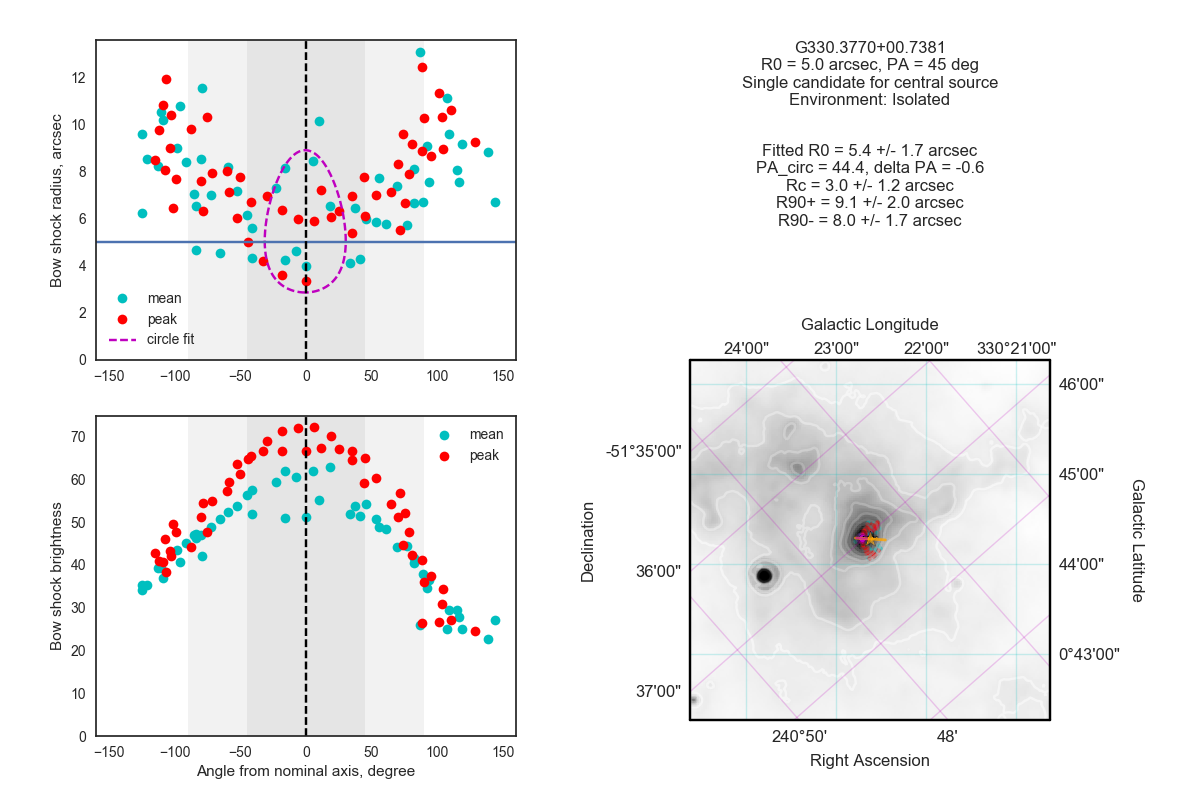 G330.3770+00.7381
R0 = 5.0 arcsec, PA = 45 deg
Single candidate for central source
Environment: Isolated
Fitted R0 = 5.4 +/- 1.7 arcsec
PA_circ = 44.4, delta PA = -0.6
Rc = 3.0 +/- 1.2 arcsec
R90+ = 9.1 +/- 2.0 arcsec
R90- = 8.0 +/- 1.7 arcsec
Bow shock radius, arcsec
12
10
8
6
4
2
0
mean
peak
circle fit
−150 −100 −50 0 50 100 150
Bow shock brightness
70
60
50
40
30
20
10
0
mean
peak
−150 −100 −50 0 50 100 150
Angle from nominal axis, degree
Galactic Longitude
24'00" 23'00" 22'00" 330°21'00"
46'00"
45'00"
44'00"
0°43'00"
Galactic Latitude
-51°35'00"
36'00"
37'00"
Declination
240°50' 48'
Right Ascension